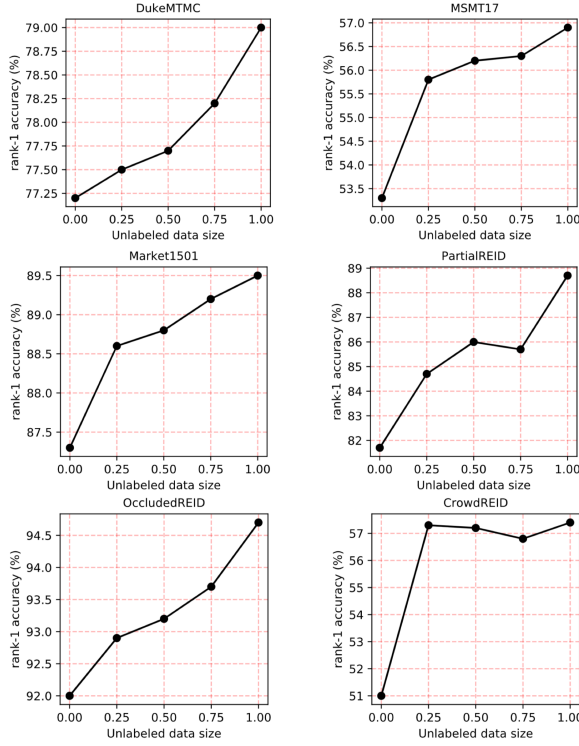 DukeMTMC
rank-1 accuracy (%)
79.00
78.75
78.50
78.25
78.00
77.75
77.50
77.25
0.00 0.25 0.50 0.75 1.00
Unlabeled data size
MSMT17
rank-1 accuracy (%)
57.0
56.5
56.0
55.5
55.0
54.5
54.0
53.5
0.00 0.25 0.50 0.75 1.00
Unlabeled data size
Market1501
rank-1 accuracy (%)
89.5
89.0
88.5
88.0
87.5
0.00 0.25 0.50 0.75 1.00
Unlabeled data size
PartialREID
rank-1 accuracy (%)
89
88
87
86
85
84
83
82
0.00 0.25 0.50 0.75 1.00
Unlabeled data size
OccludedREID
rank-1 accuracy (%)
94.5
94.0
93.5
93.0
92.5
92.0
0.00 0.25 0.50 0.75 1.00
Unlabeled data size
CrowdREID
rank-1 accuracy (%)
57
56
55
54
53
52
51
0.00 0.25 0.50 0.75 1.00
Unlabeled data size